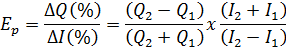 E_p = ΔQ(%)/ΔI(%) = (Q_2 − Q_1)/(Q_2 + Q_1) x (I_2 + I_1)/(I_2 − I_1)